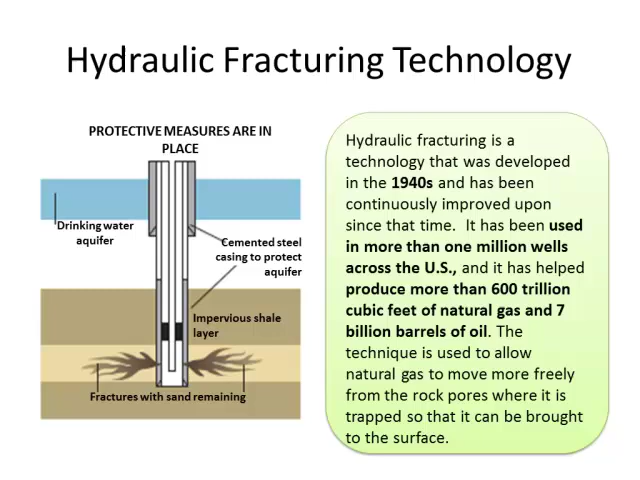 Hydraulic Fracturing Technology
PROTECTIVE MEASURES ARE IN
PLACE
Drinking water
aquifer
Cemented steel
casing to protect
aquifer
Impervious shale
layer
Fractures with sand remaining
Hydraulic fracturing is a
technology that was developed
in the 1940s and has been
continuously improved upon
since that time.  It has been used
in more than one million wells
across the U.S., and it has helped
produce more than 600 trillion
cubic feet of natural gas and 7
billion barrels of oil. The
technique is used to allow
natural gas to move more freely
from the rock pores where it is
trapped so that it can be brought
to the surface.